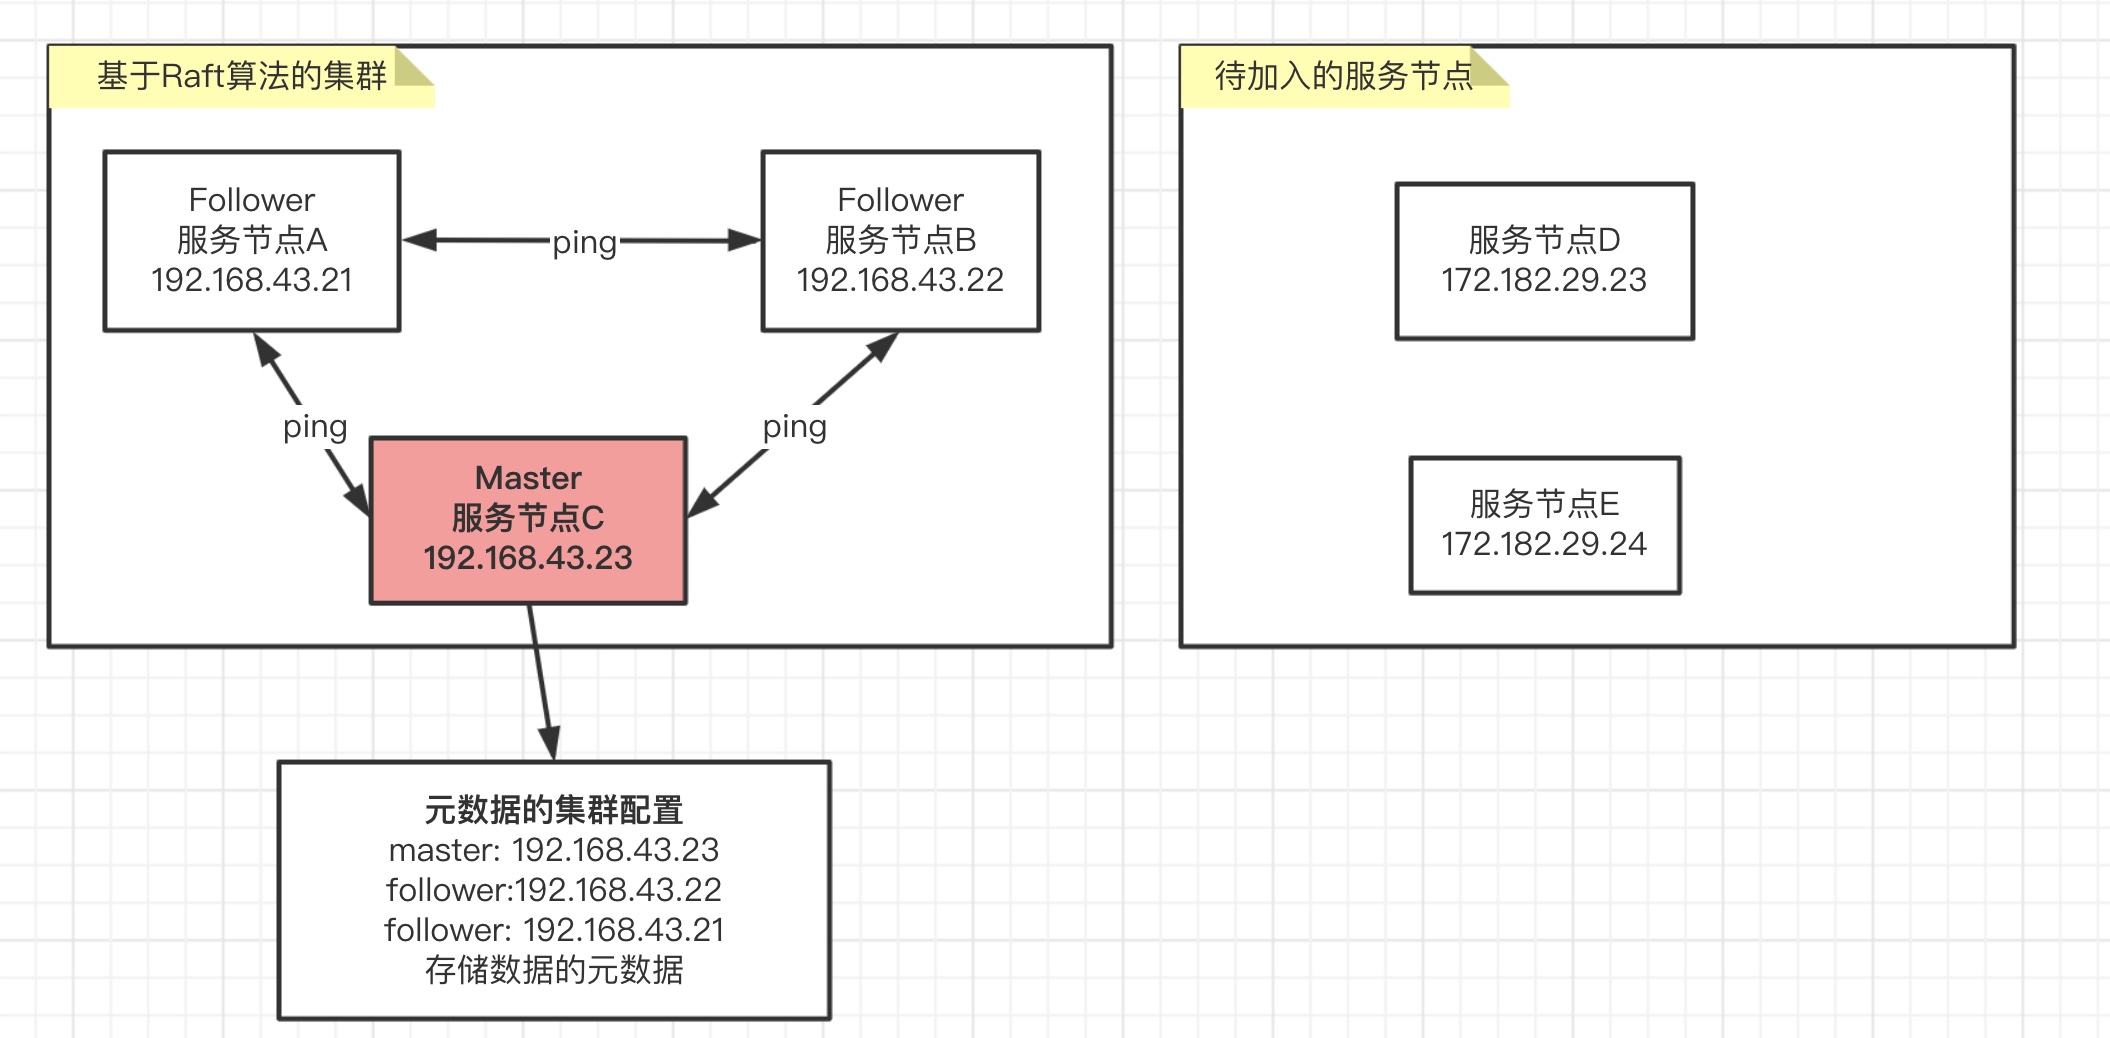 基于Raft算法的集群
Follower
服务节点A
192.168.43.21
ping
Follower
服务节点B
192.168.43.22
ping
ping
Master
服务节点C
192.168.43.23
元数据的集群配置
master: 192.168.43.23
follower:192.168.43.22
follower: 192.168.43.21
存储数据的元数据
待加入的服务节点
服务节点D
172.182.29.23
服务节点E
172.182.29.24